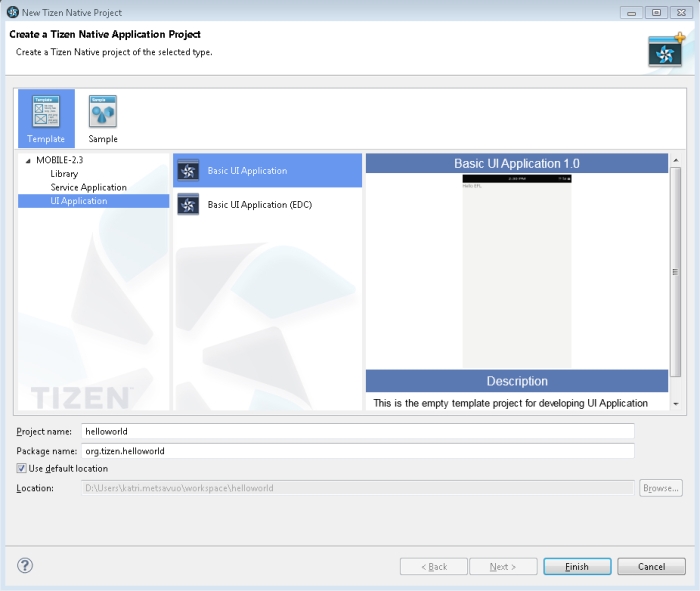 New Tizen Native Project
Create a Tizen Native Application Project
Create a Tizen Native project of the selected type.
Template
Sample
MOBILE-2.3
Library
Service Application
UI Application
TIZEN
Basic UI Application
Basic UI Application (EDC)
Basic UI Application 1.0
Hello EFL
Description
This is the empty template project for developing UI Application
Project name: helloworld
Package name: org.tizen.helloworld
Use default location
Location: D:\Users\katri.metsavuo\workspace\helloworld Browse...
? < Back Next > Finish Cancel